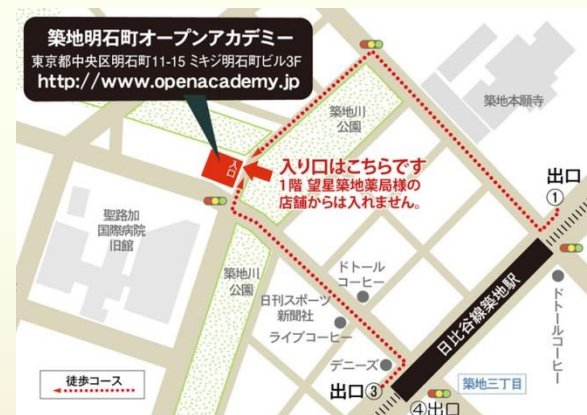 築地明石町オープンアカデミー
東京都中央区明石町11-15 ミキジ明石町ビル3F
http://www.openacademy.jp
築地本願寺
築地川
公園
入口
入り口はこちらです
1階 望星築地薬局様の
店舗からは入れません。
出口
①
聖路加
国際病院
旧館
築地川
公園
ドトール
コーヒー
日刊スポーツ
新聞社
ライブコーヒー
デニーズ
日比谷線築地駅
ドトールコーヒー
徒歩コース
出口③
築地三丁目
④出口